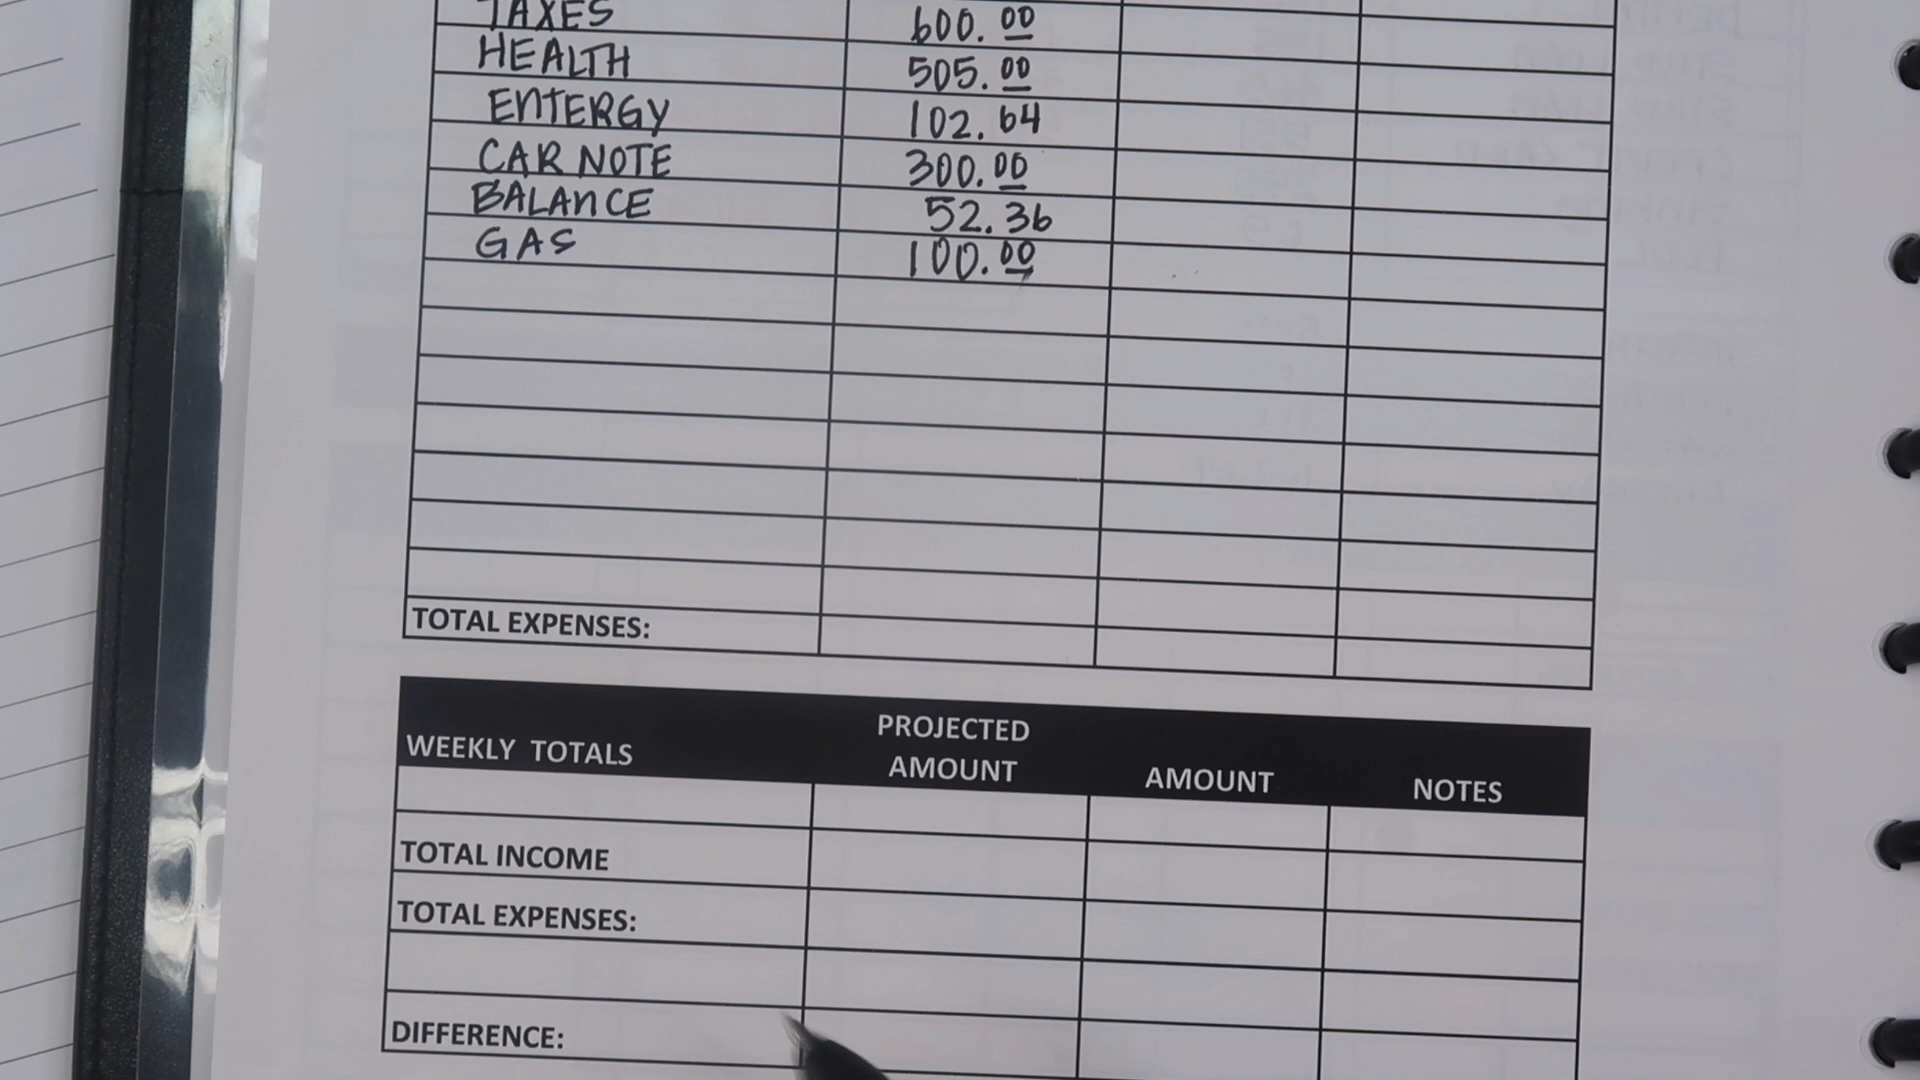 TAXES 600.00
HEALTH 505.00
ENTERGY 102.64
CAR NOTE 300.00
BALANCE 52.36
GAS 100.00
TOTAL EXPENSES:
WEEKLY TOTALS PROJECTED AMOUNT AMOUNT NOTES
TOTAL INCOME
TOTAL EXPENSES:
DIFFERENCE: